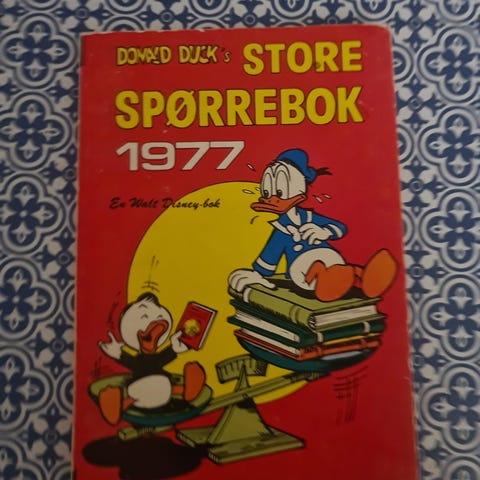 DONALD DUCK's STORE
SPØRREBOK
1977
En Walt Disney-bok